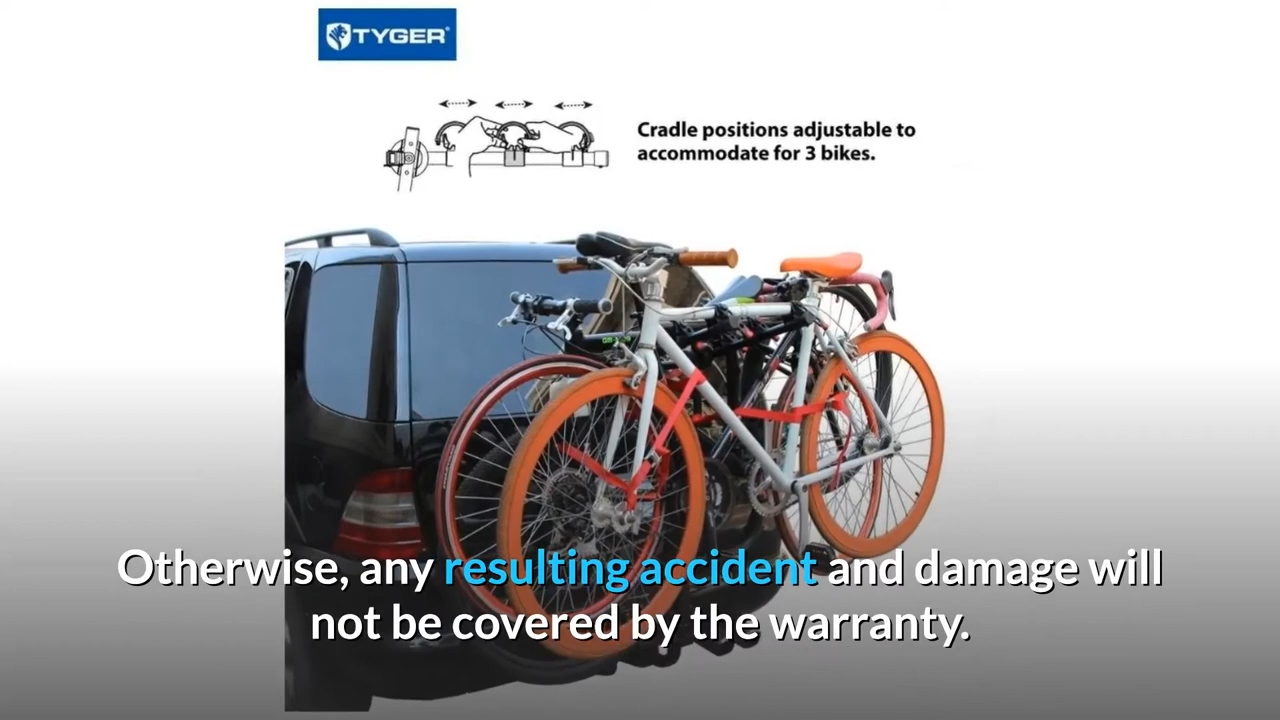 TYGER
Cradle positions adjustable to
accommodate for 3 bikes.
Otherwise, any resulting accident and damage will
not be covered by the warranty.